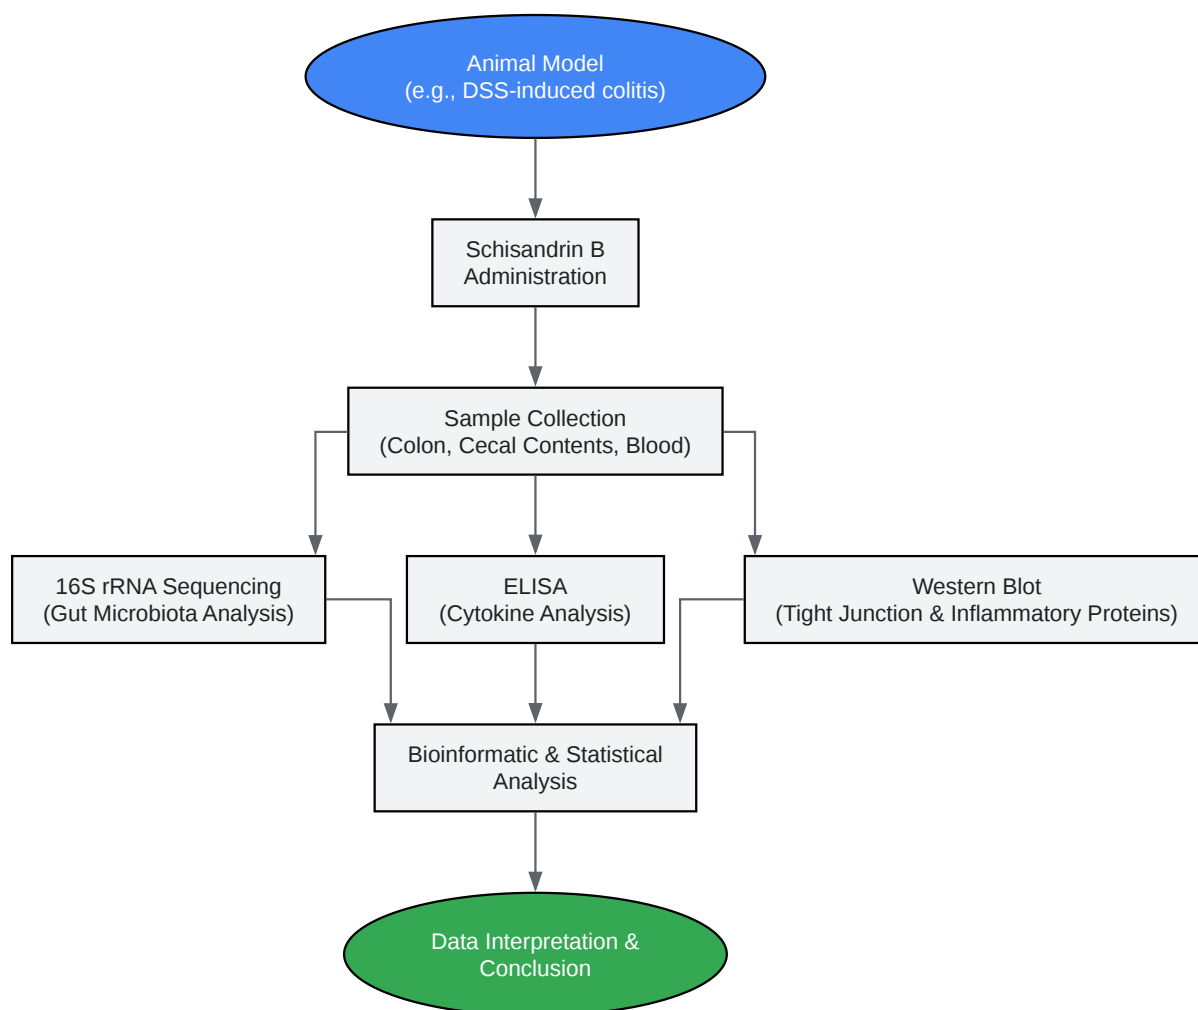 Animal Model
(e.g., DSS-induced colitis)
Schisandrin B
Administration
Sample Collection
(Colon, Cecal Contents, Blood)
16S rRNA Sequencing
(Gut Microbiota Analysis)
ELISA
(Cytokine Analysis)
Western Blot
(Tight Junction & Inflammatory Proteins)
Bioinformatic & Statistical
Analysis
Data Interpretation &
Conclusion